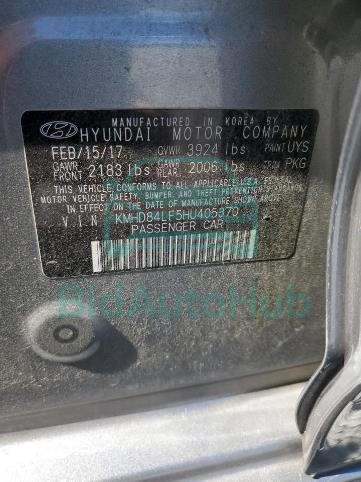 MANUFACTURED IN KOREA BY
HYUNDAI MOTOR COMPANY
FEB/15/17 GVWR 3924 lbs PAINT UYS
GAWR FRONT 2183 lbs GAWR REAR 2006 lbs TRIM PKG
THIS VEHICLE CONFORMS TO ALL APPLICABLE U.S. FEDERAL
MOTOR VEHICLE SAFETY, BUMPER, AND THEFT PREVENTION
STANDARDS IN EFFECT ON THE DATE OF MANUFACTURE
VIN KMHD84LF5HU405370
PASSENGER CAR
BidAutoHub